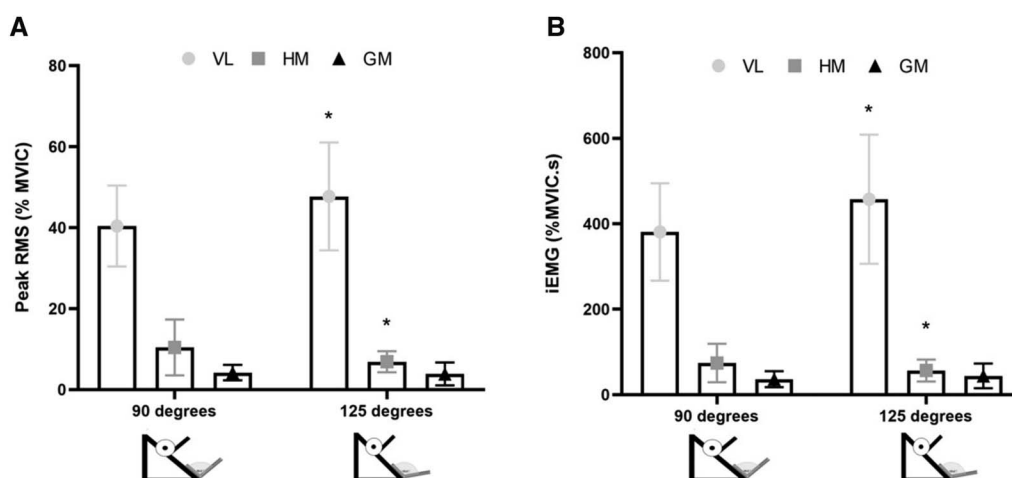 A
VL HM GM
Peak RMS (% MVIC)
80
60
40
20
0
*
*
90 degrees
125 degrees
B
VL HM GM
iEMG (%MVIC.s)
800
600
400
200
0
*
*
90 degrees
125 degrees